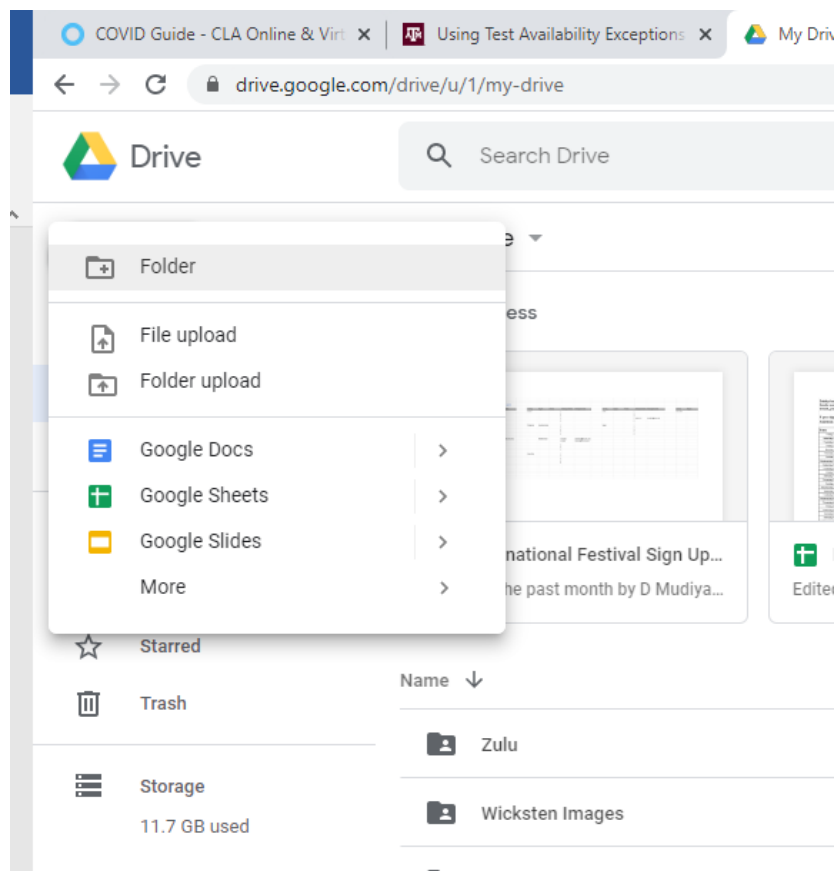 COVID Guide - CLA Online & Virt
Using Test Availability Exceptions
My Driv
drive.google.com/drive/u/1/my-drive
Drive
Search Drive
e
Folder
ess
File upload
Folder upload
Google Docs
Google Sheets
Google Slides
national Festival Sign Up...
More
he past month by D Mudiya...
Edited
Starred
Name
Trash
Zulu
Storage
11.7 GB used
Wicksten Images